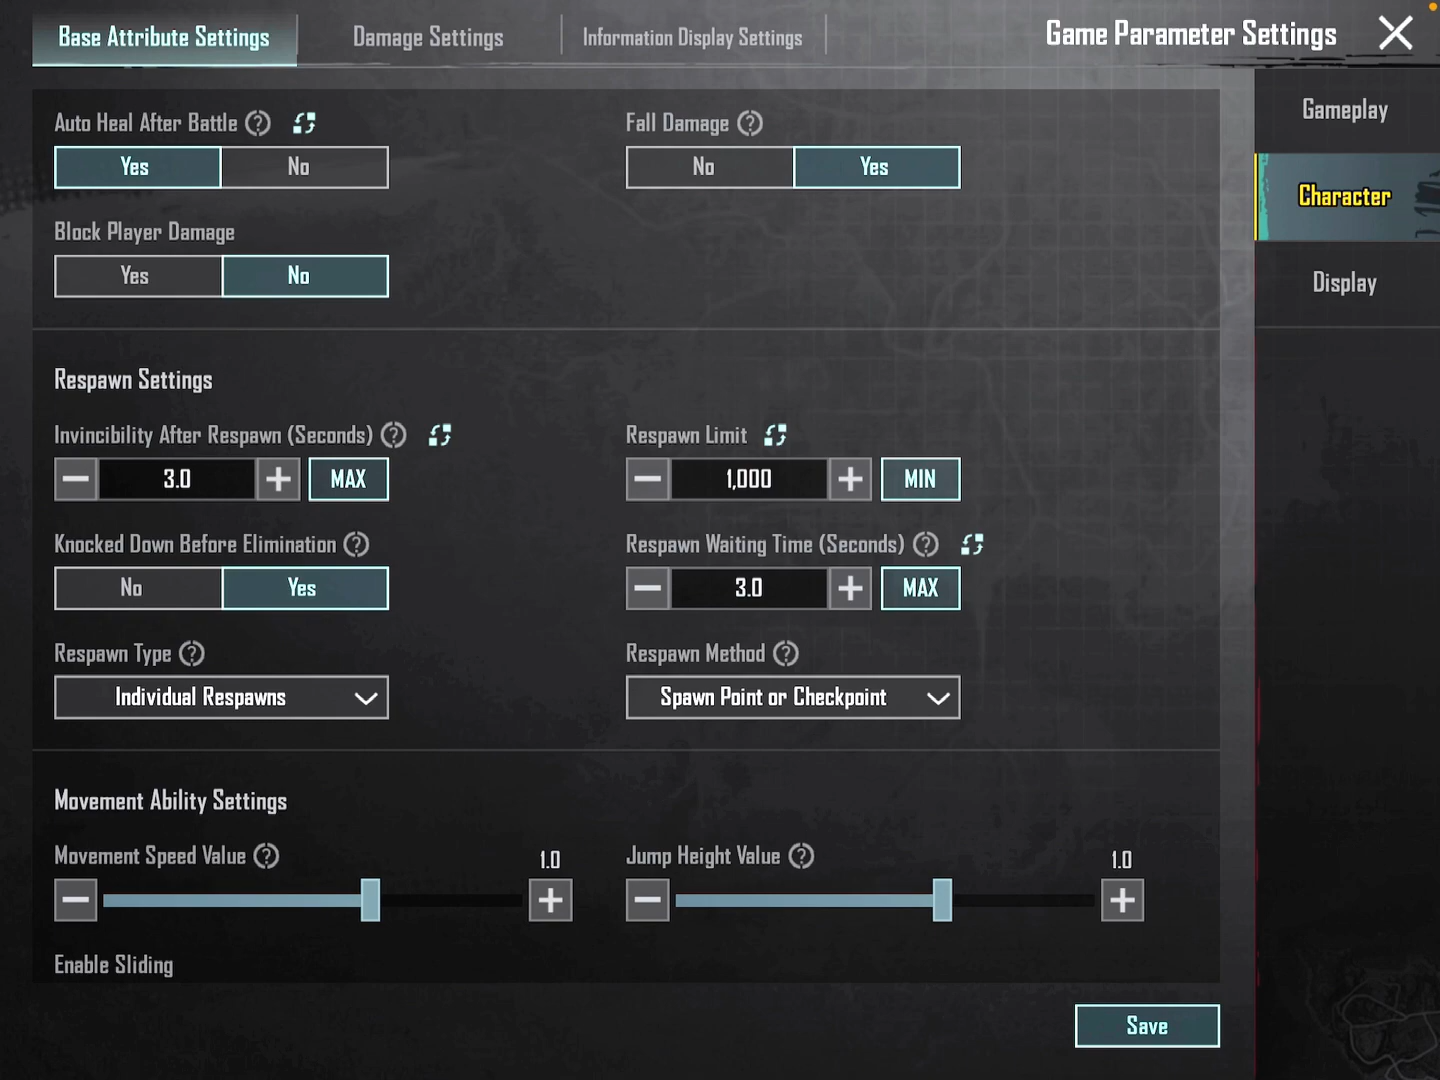 Base Attribute Settings
Damage Settings
Information Display Settings
Game Parameter Settings
Gameplay
Character
Display
Auto Heal After Battle
Yes
No
Fall Damage
No
Yes
Block Player Damage
Yes
No
Respawn Settings
Invincibility After Respawn (Seconds)
3.0
MAX
Respawn Limit
1,000
MIN
Knocked Down Before Elimination
No
Yes
Respawn Waiting Time (Seconds)
3.0
MAX
Respawn Type
Individual Respawns
Respawn Method
Spawn Point or Checkpoint
Movement Ability Settings
Movement Speed Value
1.0
Jump Height Value
1.0
Enable Sliding
Save